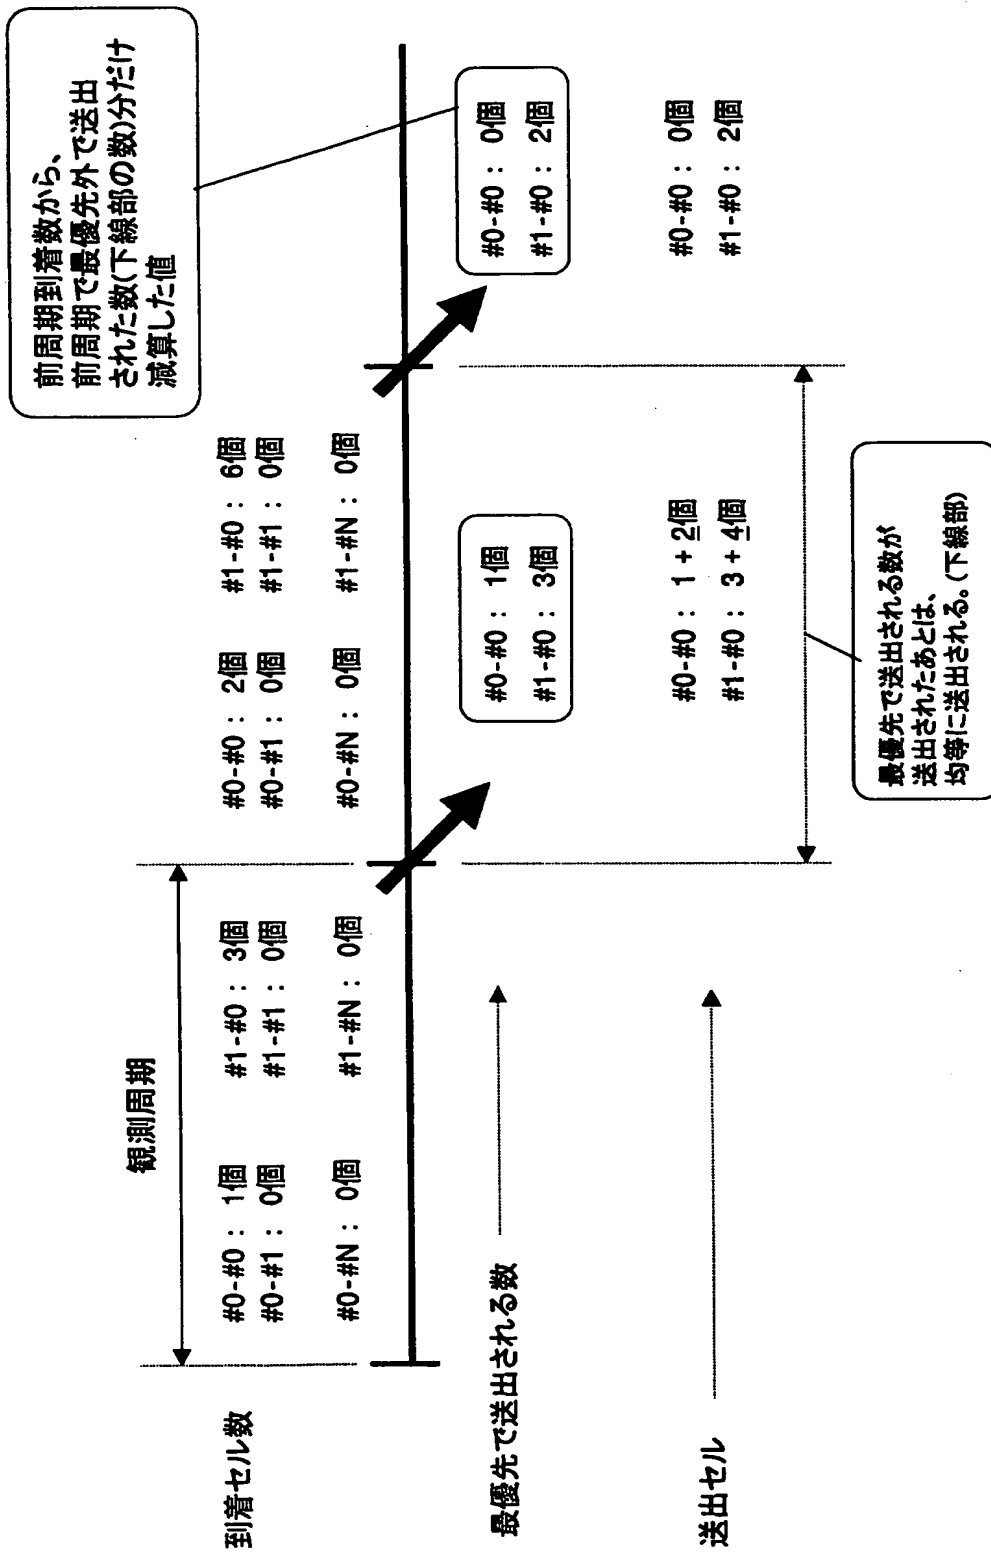 前周期到着数から、
前周期で最優先外で送出
された数(下線部の数)分だけ
減算した値
観測周期
到着セル数
#0-#0 : 1個
#0-#1 : 0個
#0-#N : 0個
#1-#0 : 3個
#1-#1 : 0個
#1-#N : 0個
#0-#0 : 2個
#0-#1 : 0個
#0-#N : 0個
#1-#0 : 6個
#1-#1 : 0個
#1-#N : 0個
最優先で送出される数
#0-#0 : 1個
#1-#0 : 3個
#0-#0 : 0個
#1-#0 : 2個
送出セル
#0-#0 : 1 + 2個
#1-#0 : 3 + 4個
#0-#0 : 0個
#1-#0 : 2個
最優先で送出される数が
送出されたあとは、
均等に送出される。(下線部)